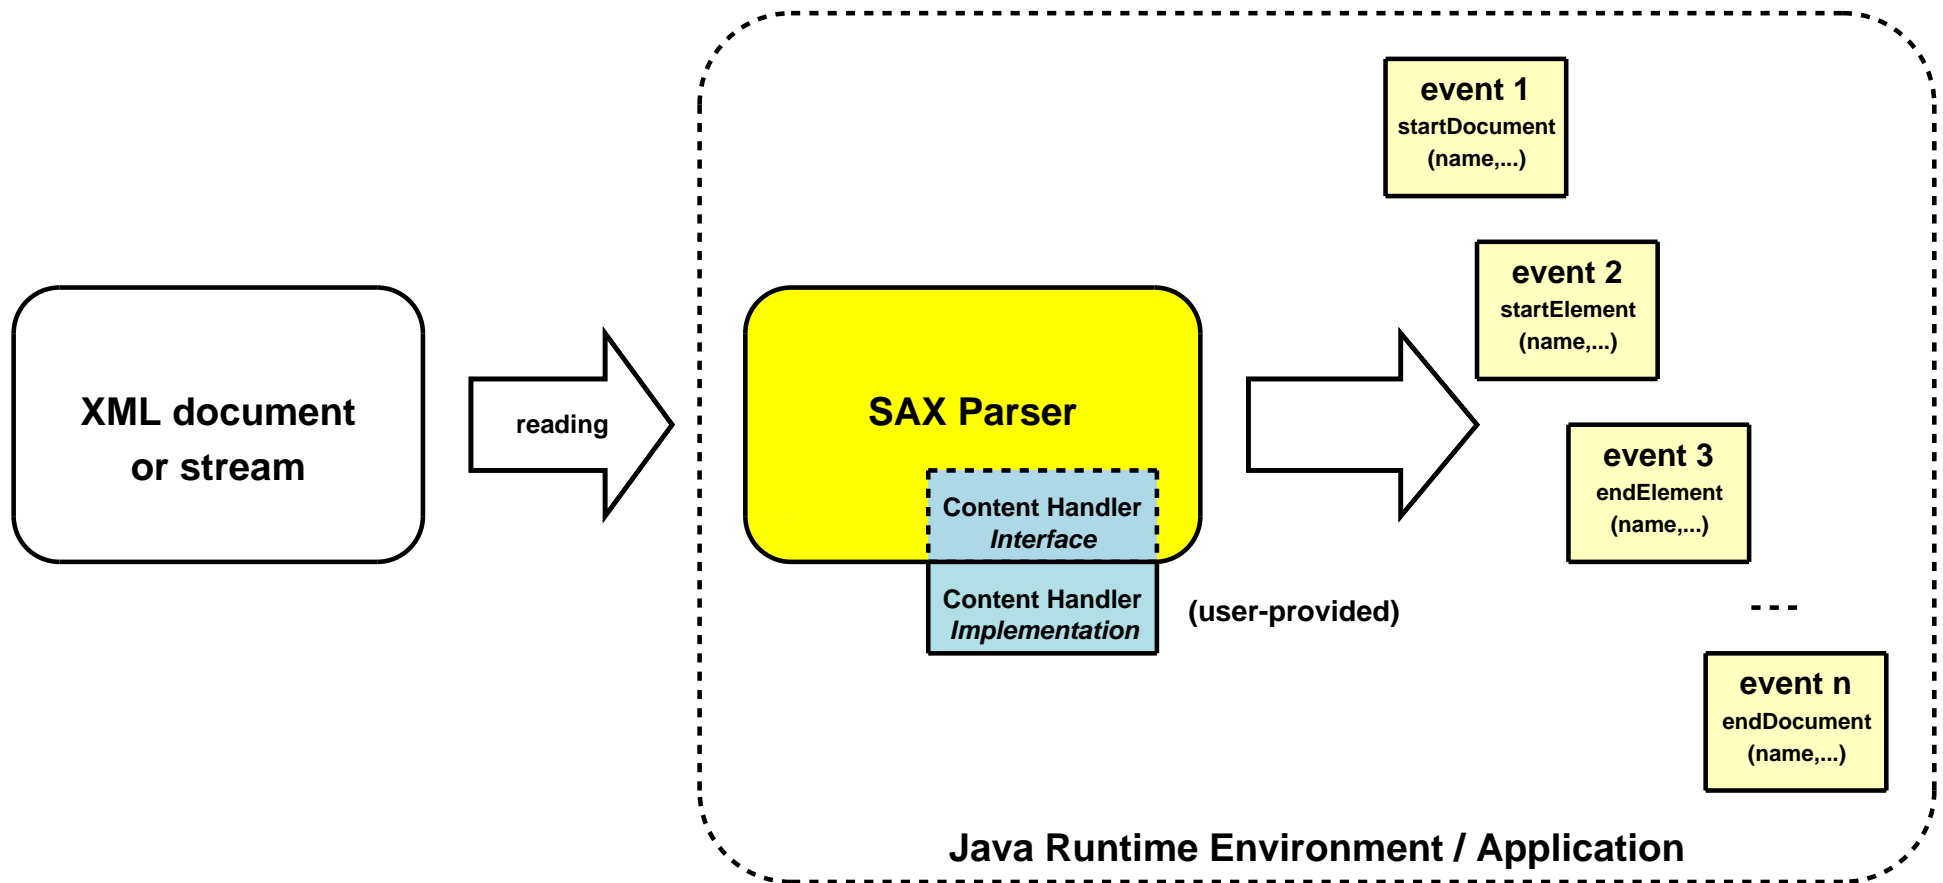 XML document
or stream
reading
SAX Parser
Content Handler
Interface
Content Handler
Implementation
(user-provided)
event 1
startDocument
(name,...)
event 2
startElement
(name,...)
event 3
endElement
(name,...)
event n
endDocument
(name,...)
Java Runtime Environment / Application